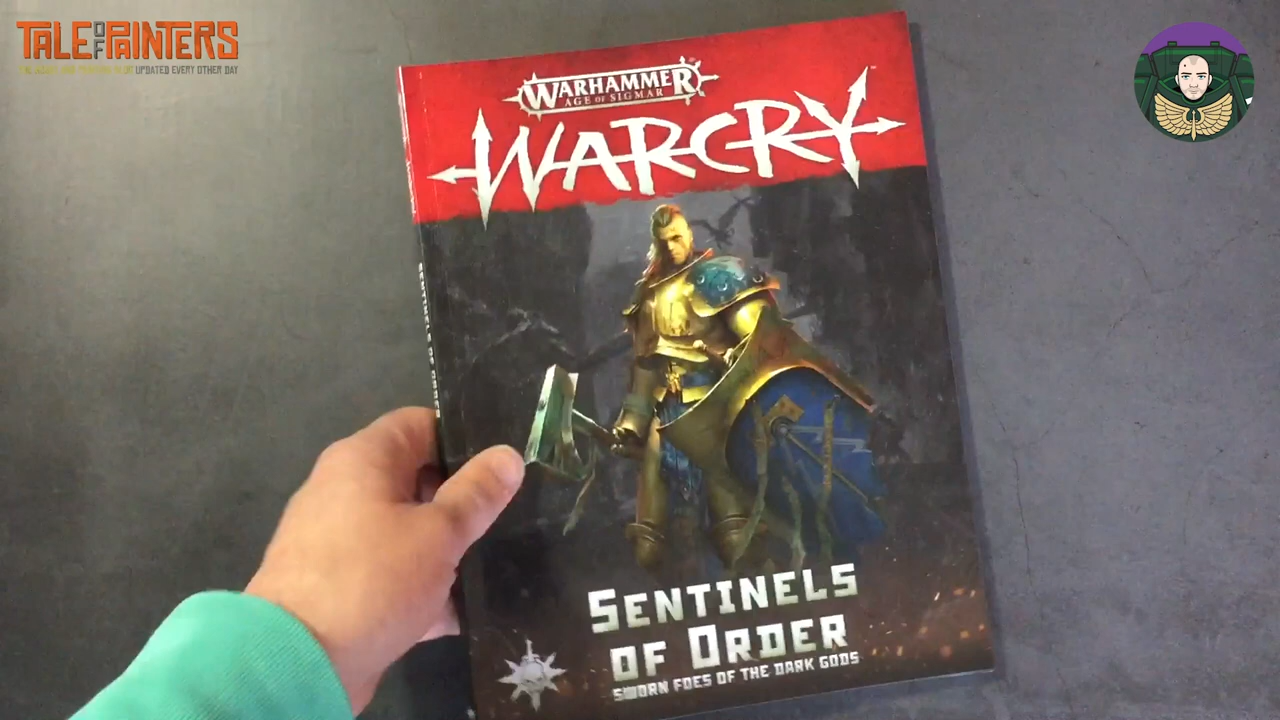 TALE OF PAINTERS
UPDATED EVERY OTHER DAY
WARHAMMER
AGE OF SIGMAR
WARCRY
SENTINELS OF ORDER
SENTINELS
OF ORDER
SWORN FOES OF THE DARK GODS